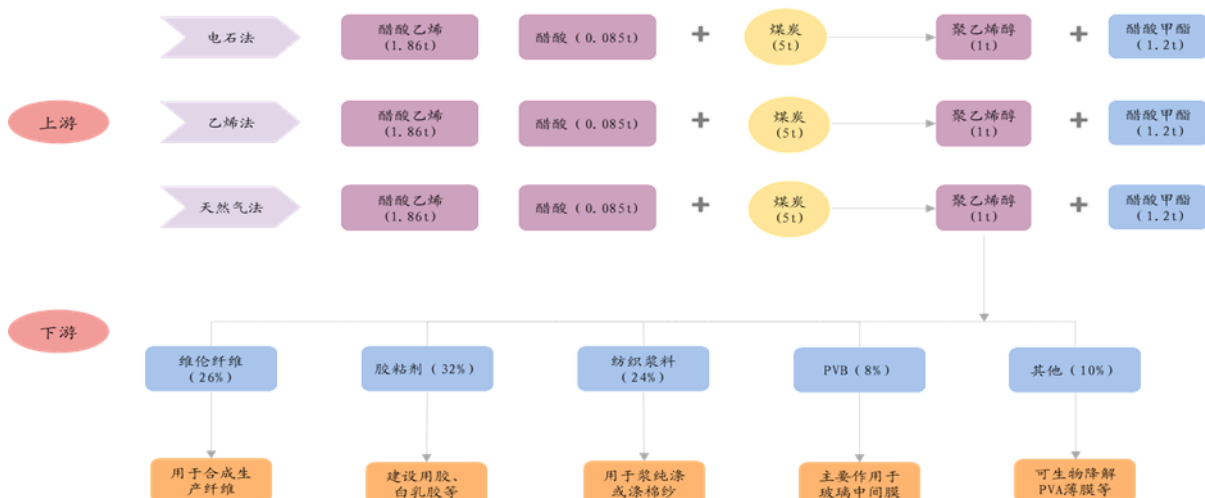 电石法
醋酸乙烯
(1.86t)
醋酸（0.085t）
+
煤炭
(5t)
聚乙烯醇
(1t)
+
醋酸甲酯
(1.2t)
上游
乙烯法
醋酸乙烯
(1.86t)
醋酸（0.085t）
+
煤炭
(5t)
聚乙烯醇
(1t)
+
醋酸甲酯
(1.2t)
天然气法
醋酸乙烯
(1.86t)
醋酸（0.085t）
+
煤炭
(5t)
聚乙烯醇
(1t)
+
醋酸甲酯
(1.2t)
下游
维伦纤维
(26%)
胶粘剂（32%）
纺织浆料
(24%)
PVB（8%）
其他（10%）
用于合成生
产纤维
建设用胶、
白乳胶等
用于浆纯涤
或涤棉纱
主要作用于
玻璃中间膜
可生物降解
PVA薄膜等